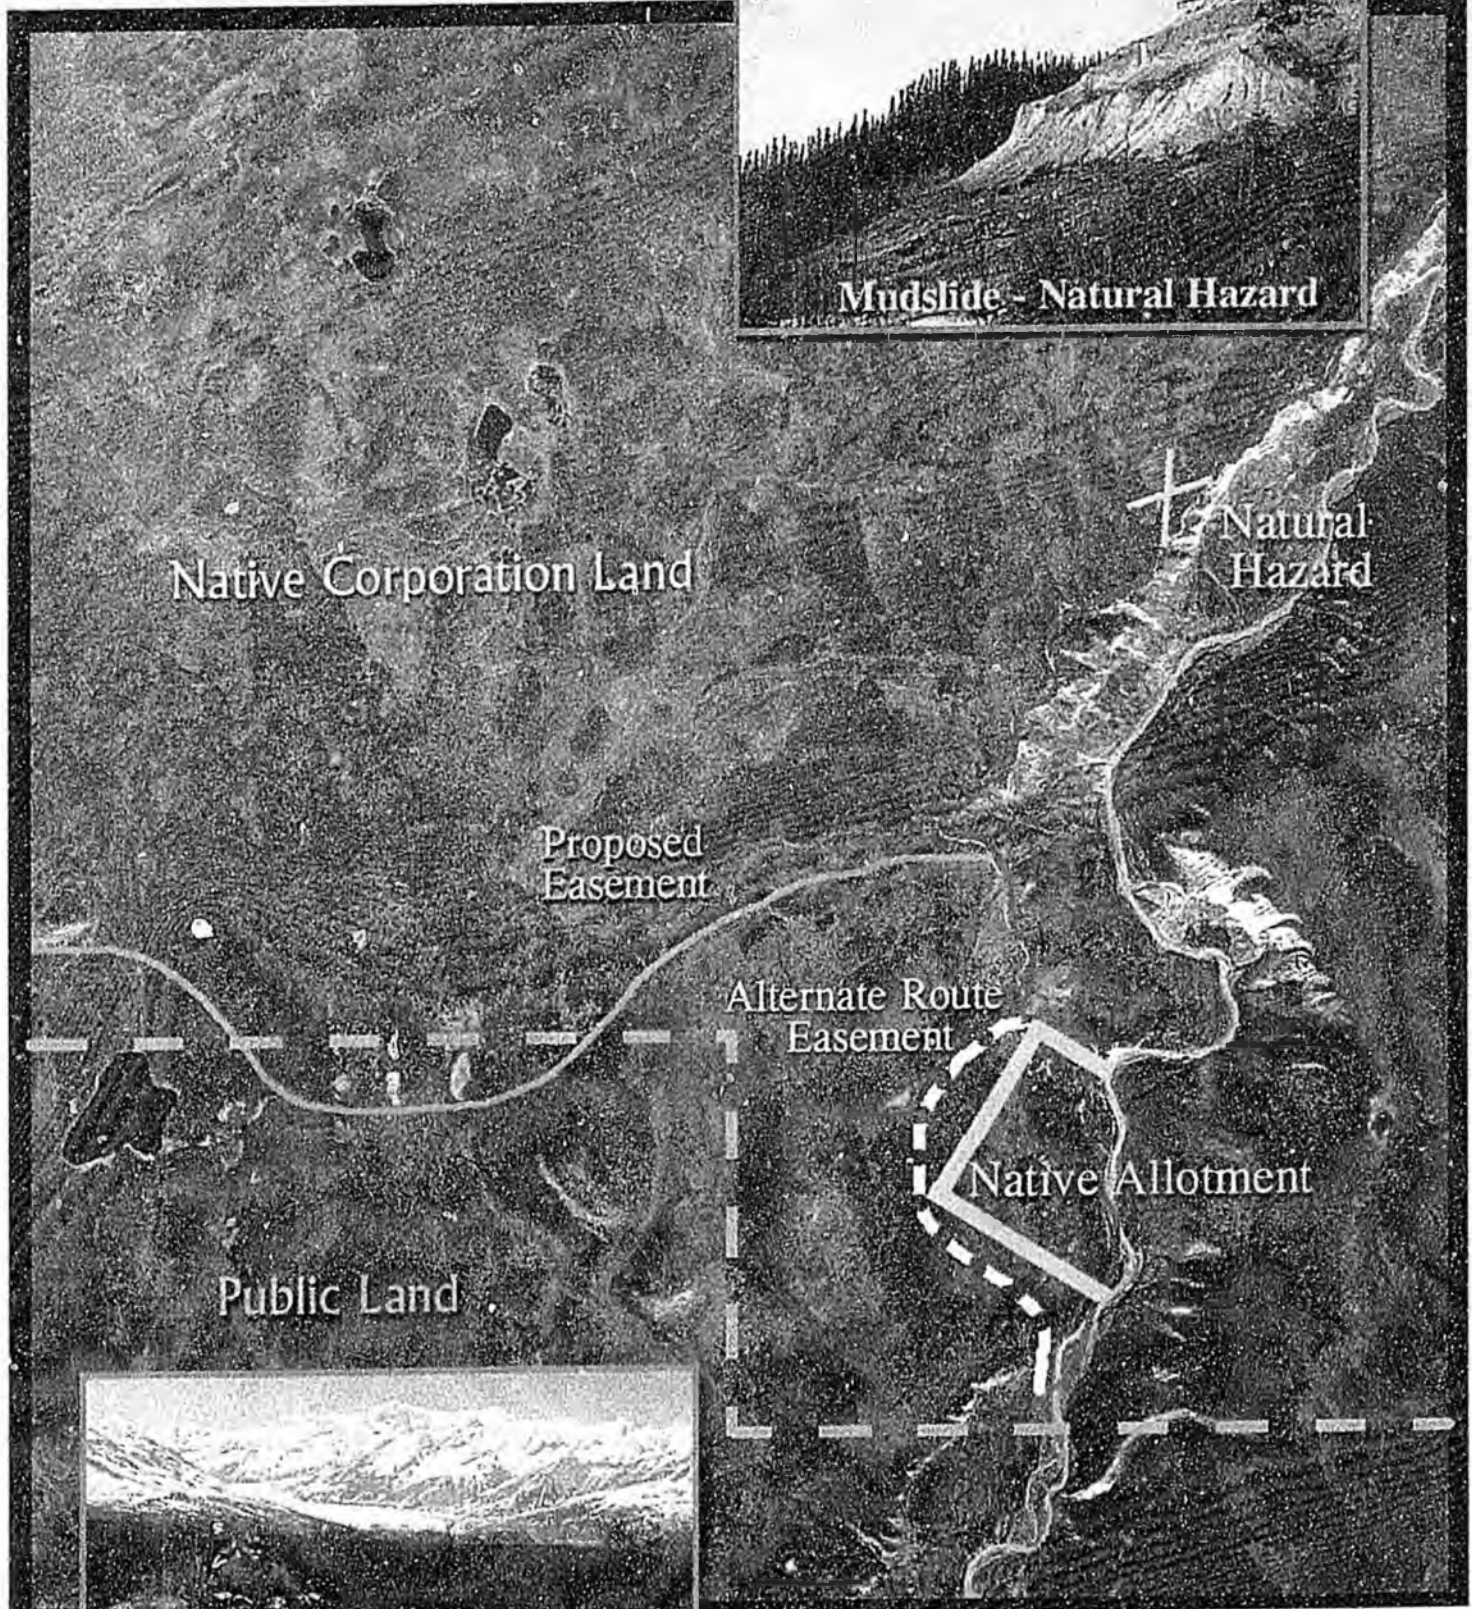 Mudslide - Natural Hazard
Natural
Hazard
Native Corporation Land
Proposed
Easement
Alternate Route
Easement
Native Allotment
Public Land